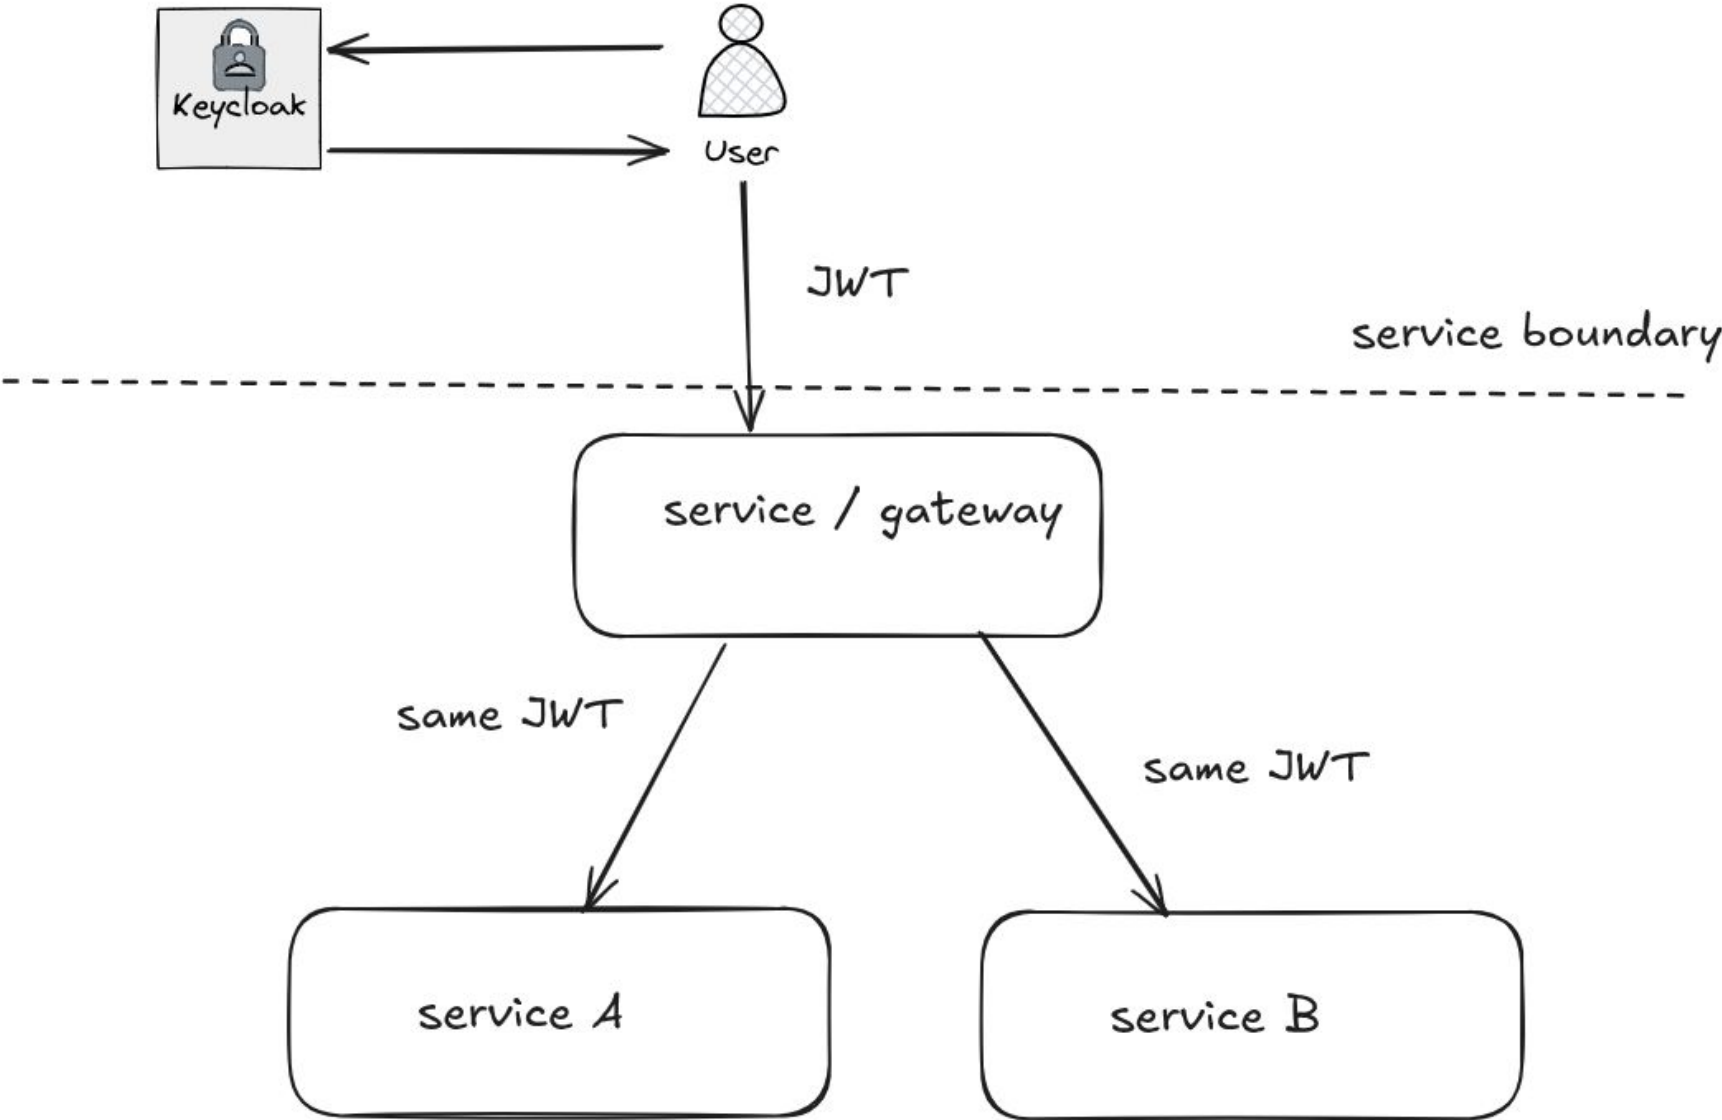 Keycloak
User
JWT
service boundary
service / gateway
same JWT
same JWT
service A
service B